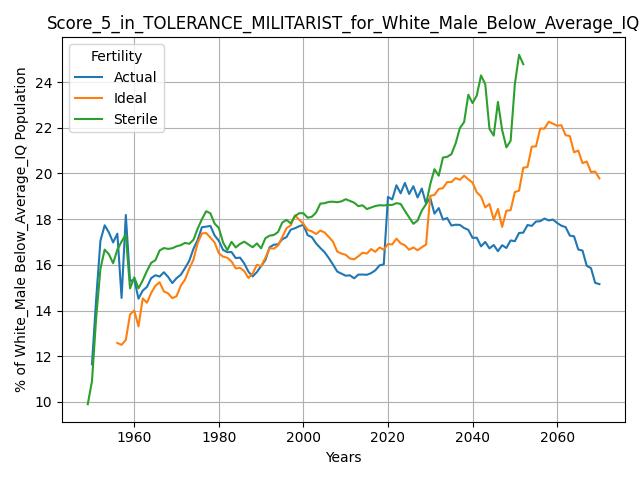 Score_5_in_TOLERANCE_MILITARIST_for_White_Male_Below_Average_IQ
Fertility
Actual
Ideal
Sterile
% of White_Male Below_Average_IQ Population
24
22
20
18
16
14
12
10
1960
1980
2000
2020
2040
2060
Years